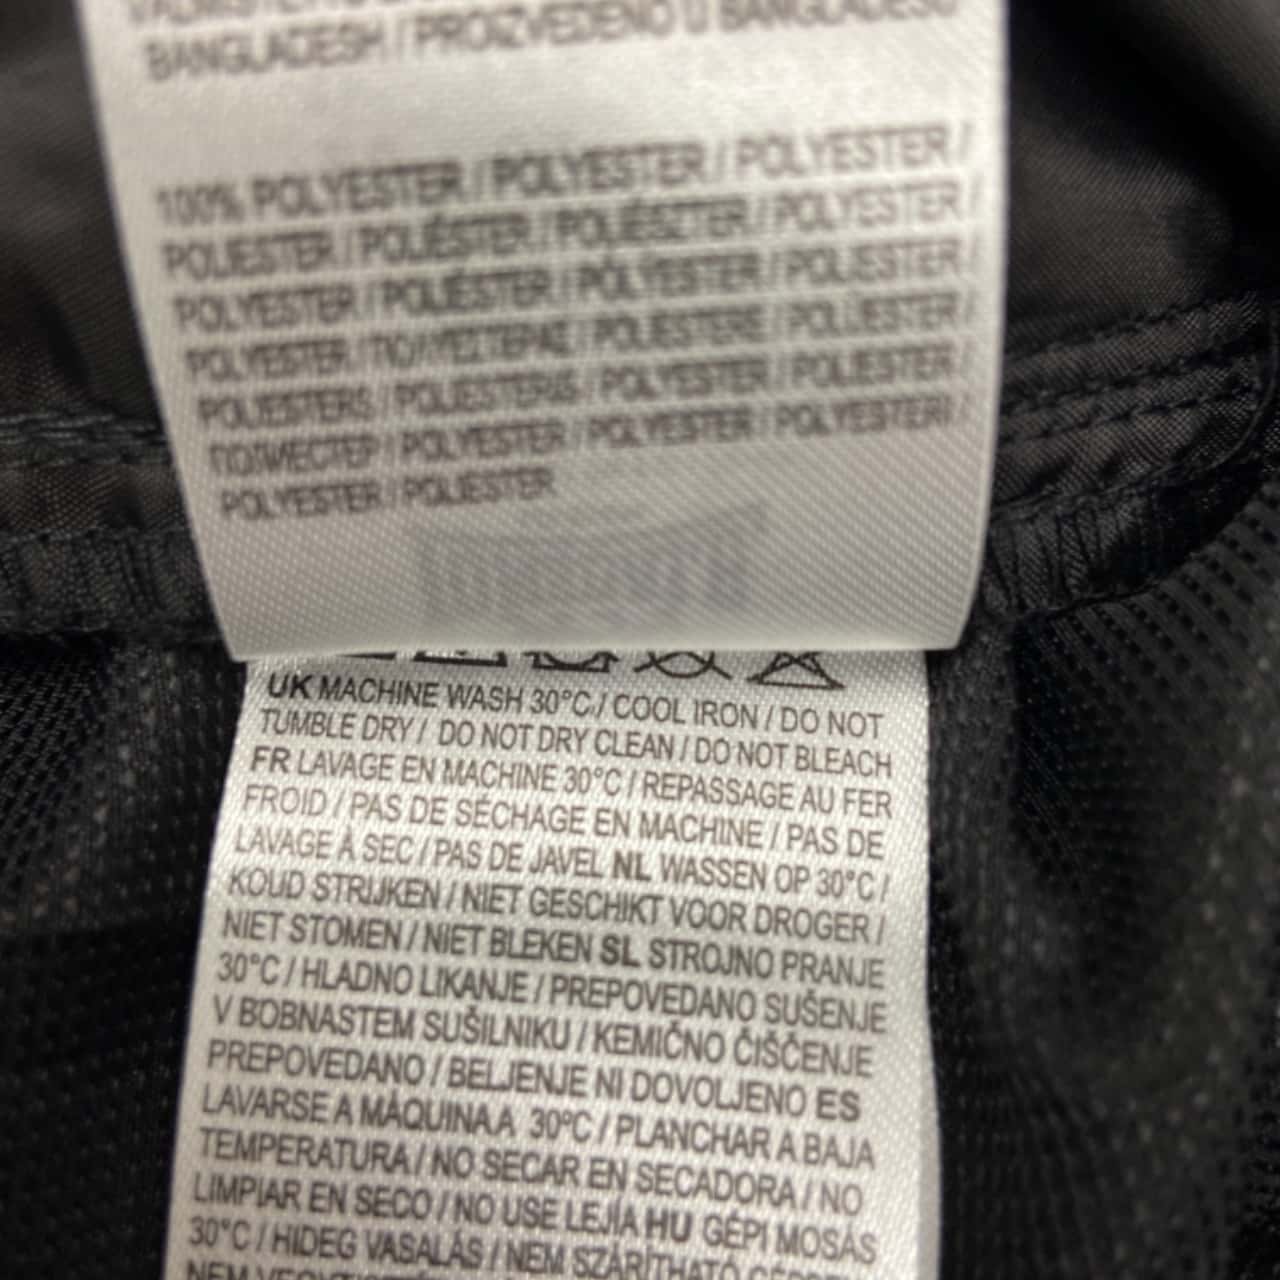 BANGLADESH / PROIZVEDENO U BANGLADEŠU
100% POLYESTER / POLYESTER / POLYESTER /
POLIESTER / POLIÉSTER / POLIÉSZTER / POLYESTER /
POLYESTER / POLIESTER / POLYESTER / POLIESTER /
POLYESTER / ΠΟΛΥΕΣΤΕΡΑΣ / POLIESTERE / POLIESTER /
POLIESTERS / POLIESTERIS / POLYESTER / POLIESTER /
ПОЛИЕСТЕР / POLYESTER / POLYESTER / POLYESTERI /
POLYESTER / POLIESTER
UK MACHINE WASH 30°C / COOL IRON / DO NOT
TUMBLE DRY / DO NOT DRY CLEAN / DO NOT BLEACH
FR LAVAGE EN MACHINE 30°C / REPASSAGE AU FER
FROID / PAS DE SÉCHAGE EN MACHINE / PAS DE
LAVAGE À SEC / PAS DE JAVEL NL WASSEN OP 30°C /
KOUD STRIJKEN / NIET GESCHIKT VOOR DROGER /
NIET STOMEN / NIET BLEKEN SL STROJNO PRANJE
30°C / HLADNO LIKANJE / PREPOVEDANO SUŠENJE
V BOBNASTEM SUŠILNIKU / KEMIČNO ČIŠČENJE
PREPOVEDANO / BELJENJE NI DOVOLJENO ES
LAVARSE A MÁQUINA A 30°C / PLANCHAR A BAJA
TEMPERATURA / NO SECAR EN SECADORA / NO
LIMPIAR EN SECO / NO USE LEJÍA HU GÉPI MOSÁS
30°C / HIDEG VASALÁS / NEM SZÁRÍTHATÓ